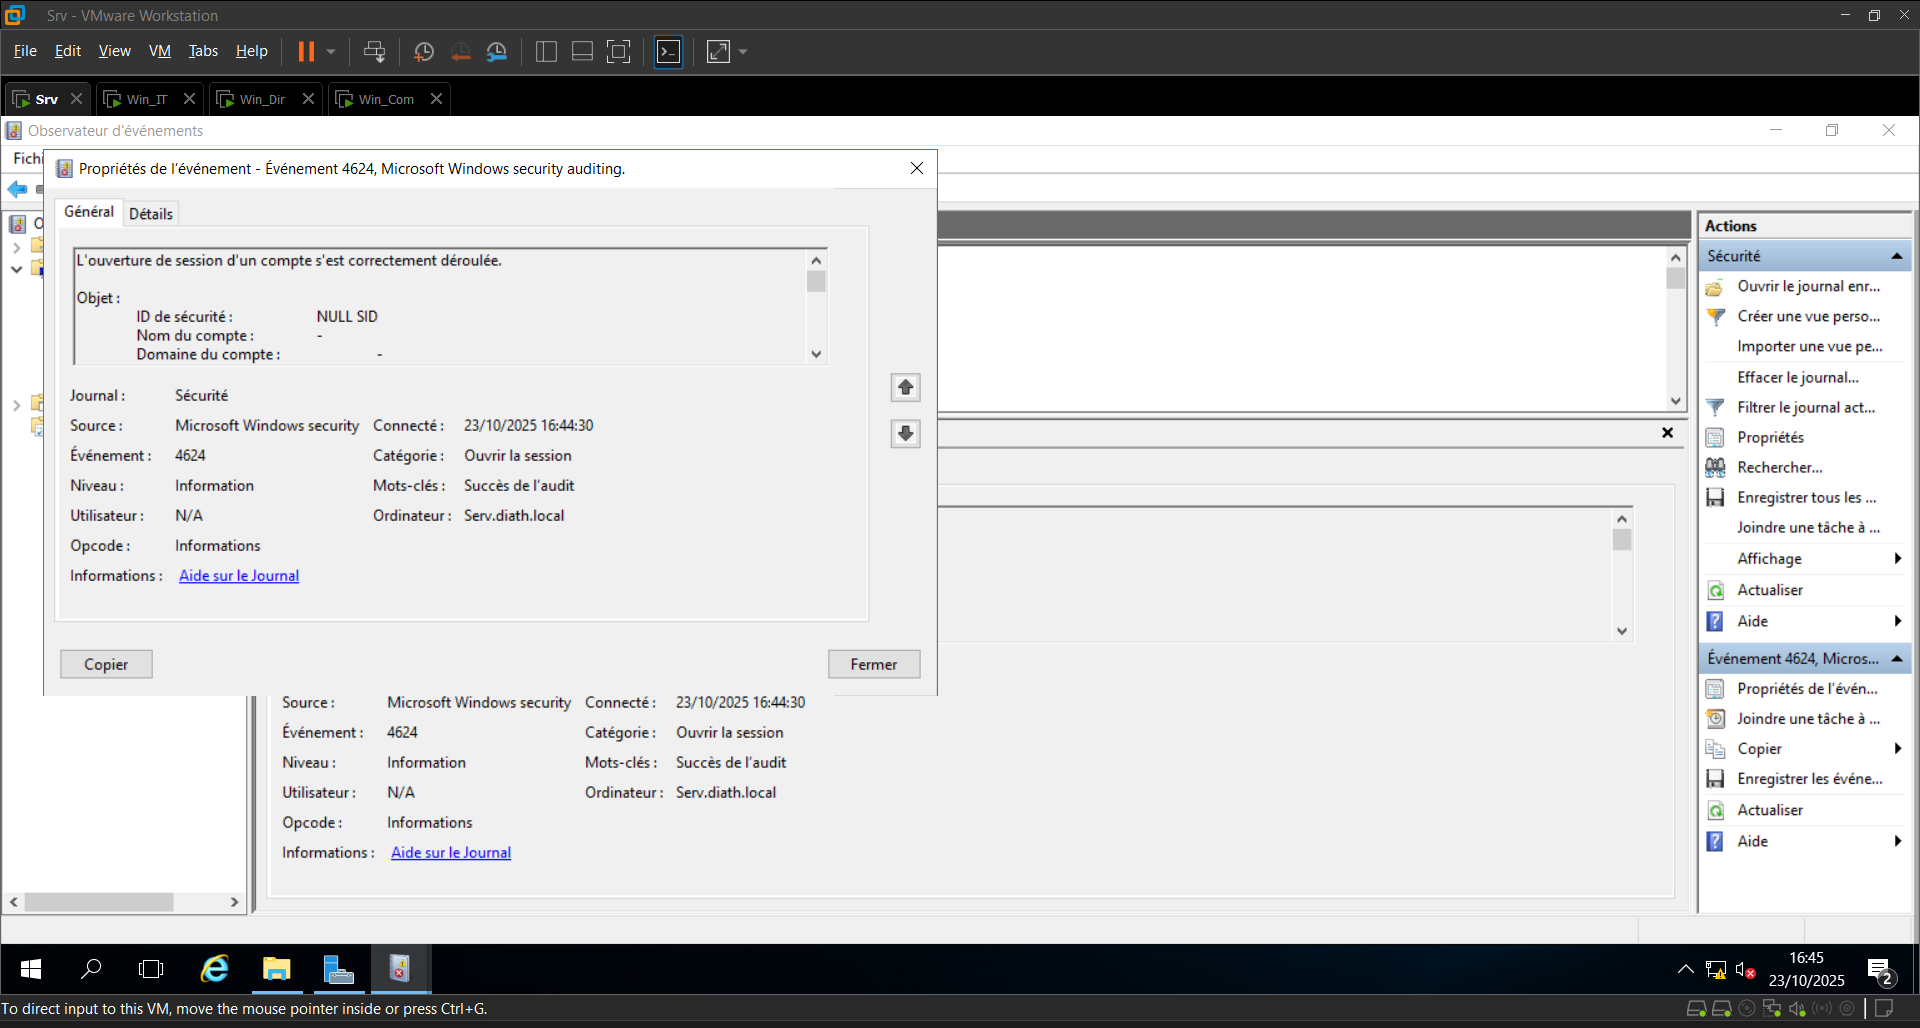 Srv - VMware Workstation
File Edit View VM Tabs Help
Srv Win_IT Win_Dir Win_Com
Observateur d'événements
Fichi
Propriétés de l'événement - Événement 4624, Microsoft Windows security auditing.
Général Détails
L'ouverture de session d'un compte s'est correctement déroulée.
Objet :
ID de sécurité : NULL SID
Nom du compte : -
Domaine du compte : -
Journal : Sécurité
Source : Microsoft Windows security Connecté : 23/10/2025 16:44:30
Événement : 4624 Catégorie : Ouvrir la session
Niveau : Information Mots-clés : Succès de l'audit
Utilisateur : N/A Ordinateur : Serv.diath.local
Opcode : Informations
Informations : Aide sur le Journal
Copier Fermer
Source : Microsoft Windows security Connecté : 23/10/2025 16:44:30
Événement : 4624 Catégorie : Ouvrir la session
Niveau : Information Mots-clés : Succès de l'audit
Utilisateur : N/A Ordinateur : Serv.diath.local
Opcode : Informations
Informations : Aide sur le Journal
Actions
Sécurité
Ouvrir le journal enr...
Créer une vue perso...
Importer une vue pe...
Effacer le journal...
Filtrer le journal act...
Propriétés
Rechercher...
Enregistrer tous les ...
Joindre une tâche à ...
Affichage
Actualiser
Aide
Événement 4624, Micros...
Propriétés de l'évén...
Joindre une tâche à ...
Copier
Enregistrer les événe...
Actualiser
Aide
16:45
23/10/2025
2
To direct input to this VM, move the mouse pointer inside or press Ctrl+G.